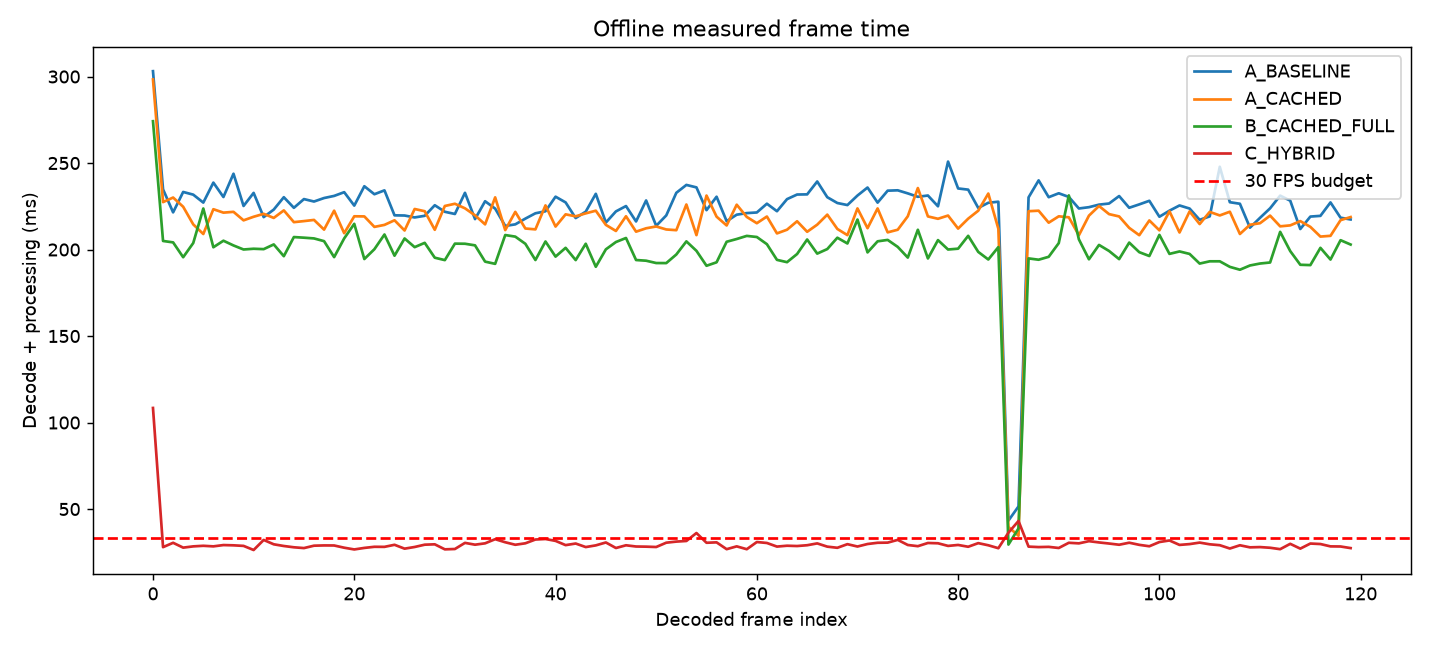 Offline measured frame time
Decode + processing (ms)
300
250
200
150
100
50
A_BASELINE
A_CACHED
B_CACHED_FULL
C_HYBRID
30 FPS budget
0
20
40
60
80
100
120
Decoded frame index